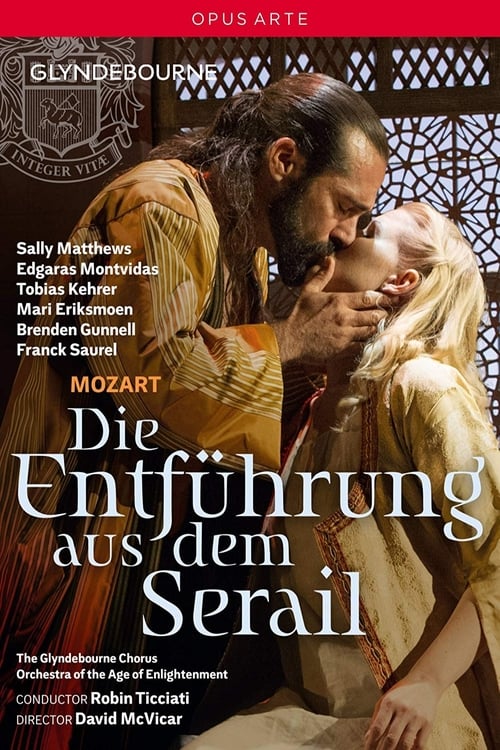 OPUS ARTE
GLYNDEBOURNE
INTEGER VITÆ
Sally Matthews
Edgaras Montvidas
Tobias Kehrer
Mari Eriksmoen
Brenden Gunnell
Franck Saurel
MOZART
Die
Entführung
aus dem
Serail
The Glyndebourne Chorus
Orchestra of the Age of Enlightenment
CONDUCTOR Robin Ticciati
DIRECTOR David McVicar